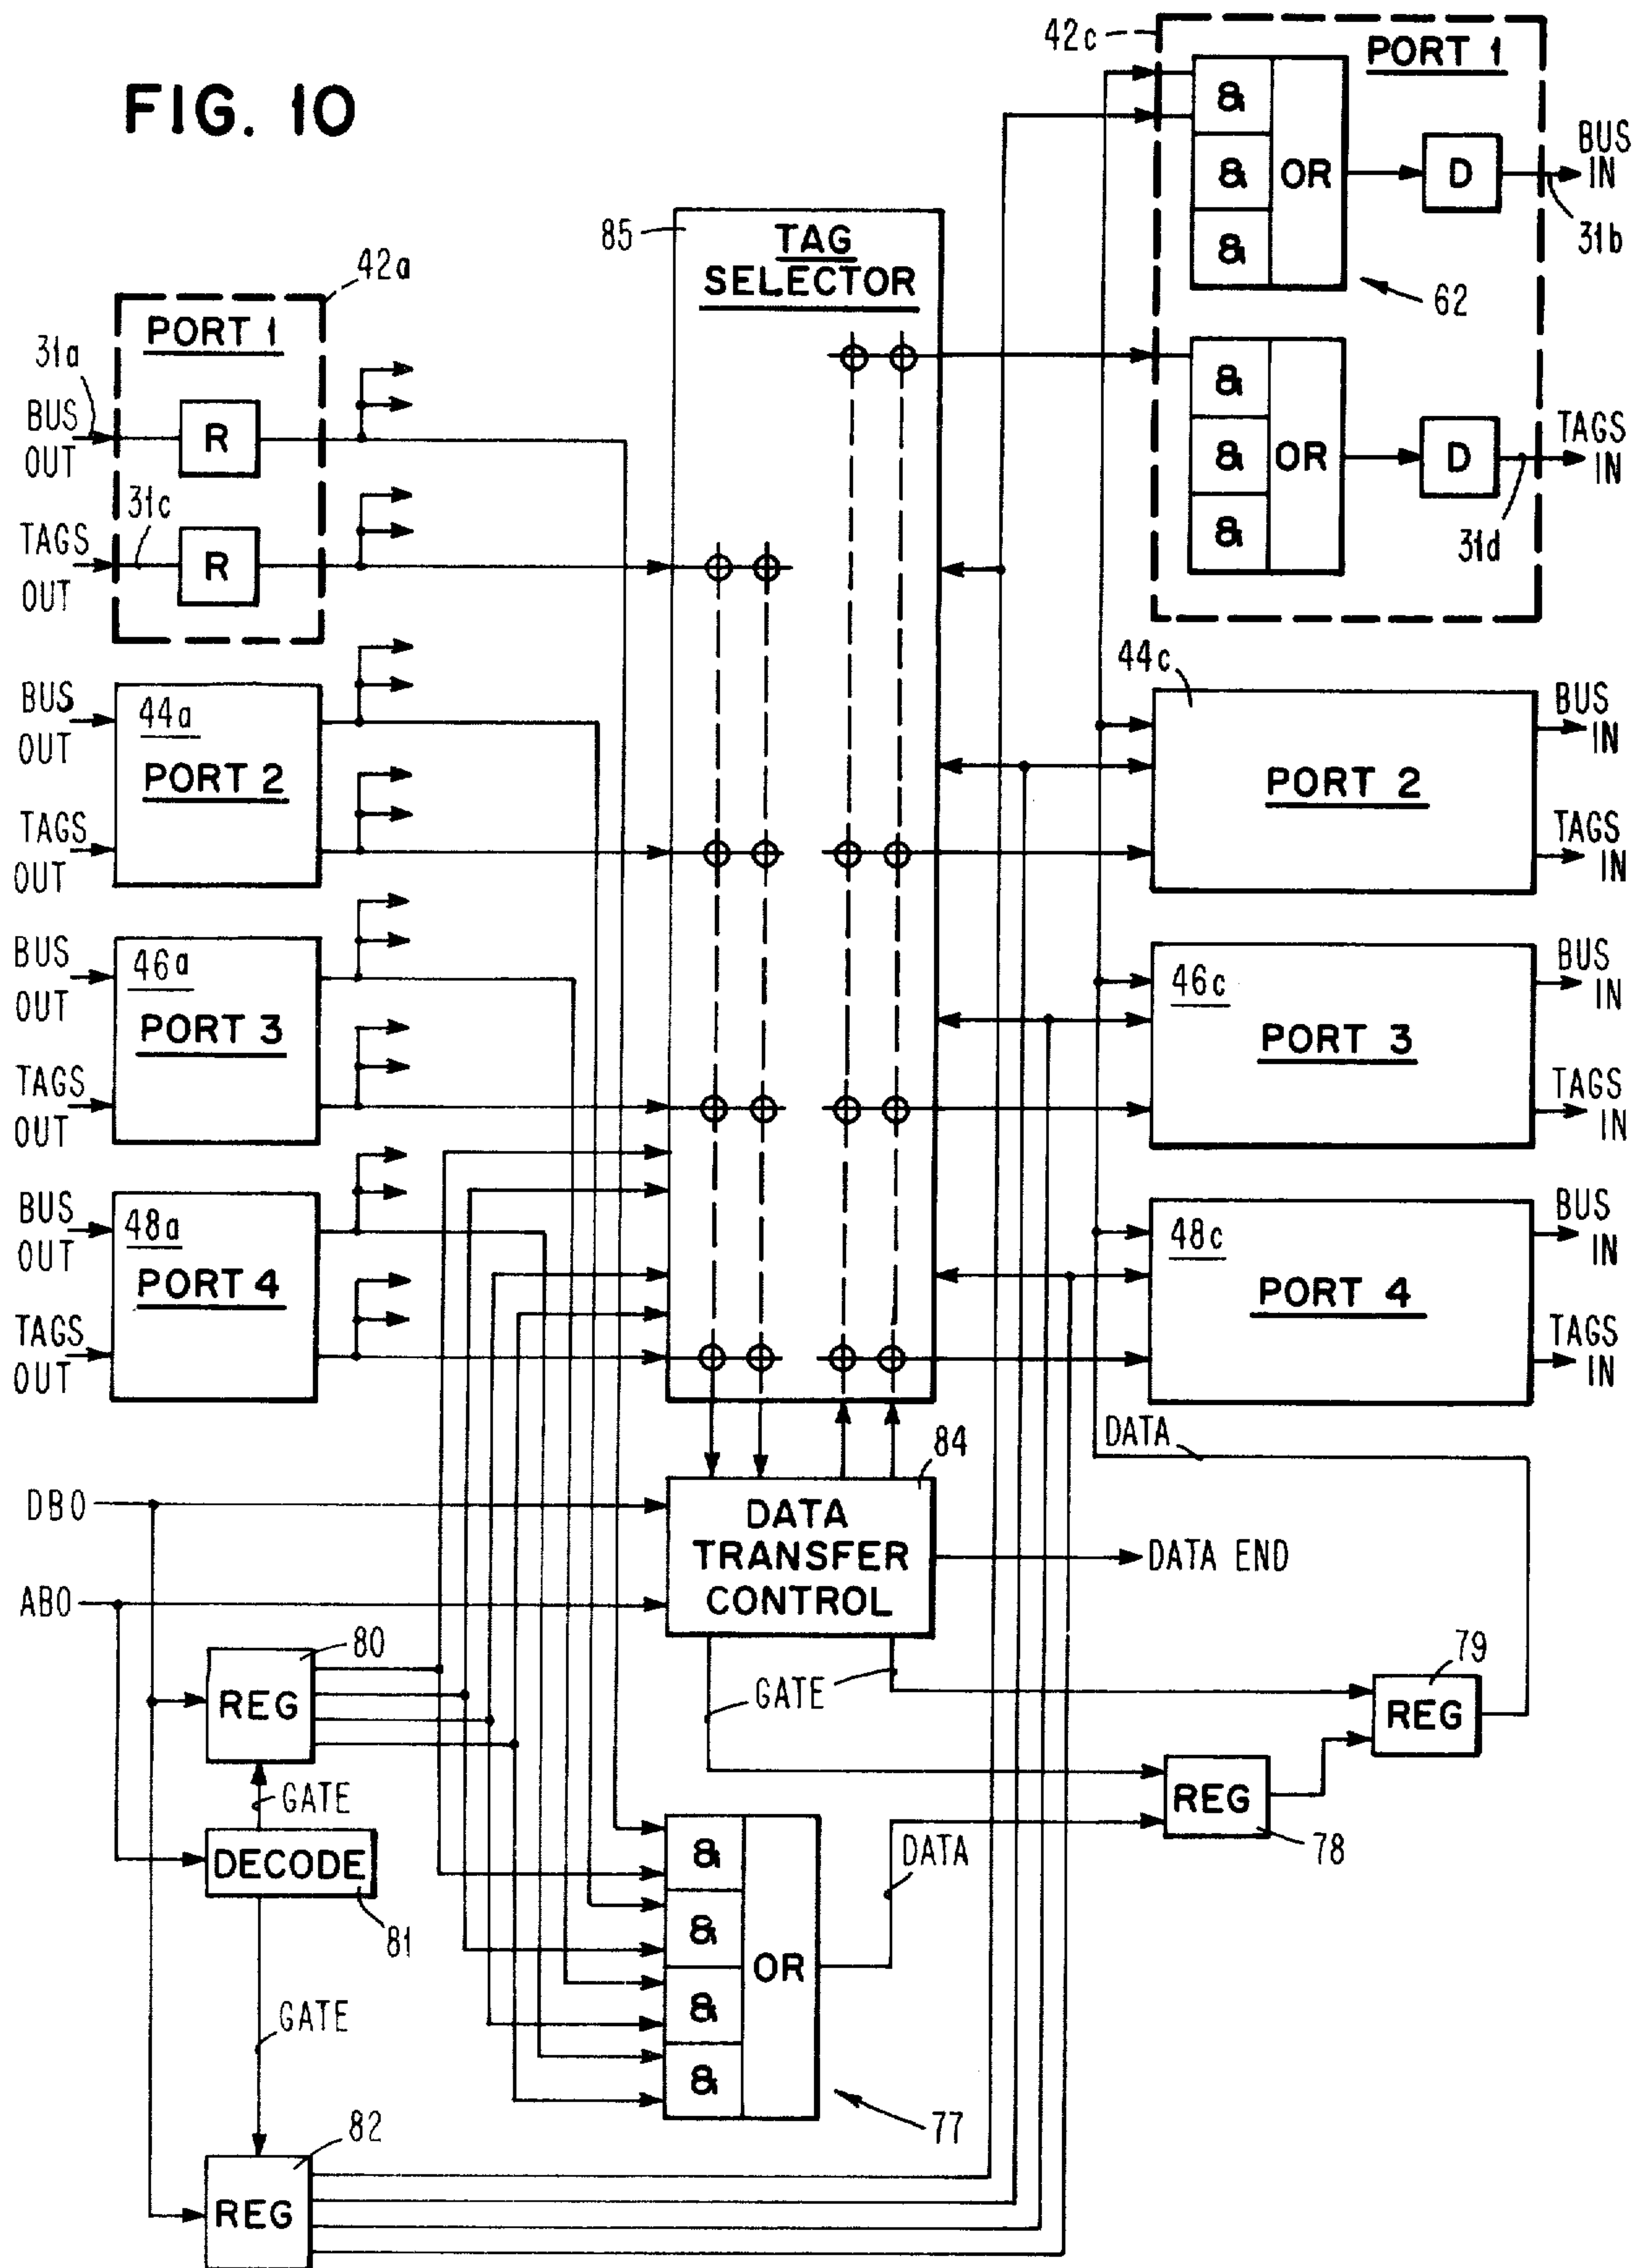 FIG. 10
42c
PORT 1
&
&
&
OR
D
BUS
IN
31b
62
&
&
&
OR
D
TAGS
IN
31d
85
TAG
SELECTOR
42a
PORT 1
31a
BUS
OUT
R
31c
TAGS
OUT
R
BUS
OUT
44a
PORT 2
TAGS
OUT
44c
PORT 2
BUS
IN
TAGS
IN
BUS
OUT
46a
PORT 3
TAGS
OUT
46c
PORT 3
BUS
IN
TAGS
IN
BUS
OUT
48a
PORT 4
TAGS
OUT
48c
PORT 4
BUS
IN
TAGS
IN
DATA
84
DBO
DATA
TRANSFER
CONTROL
DATA END
ABO
80
REG
GATE
79
REG
REG
78
GATE
DECODE
81
&
&
&
&
OR
DATA
77
GATE
82
REG